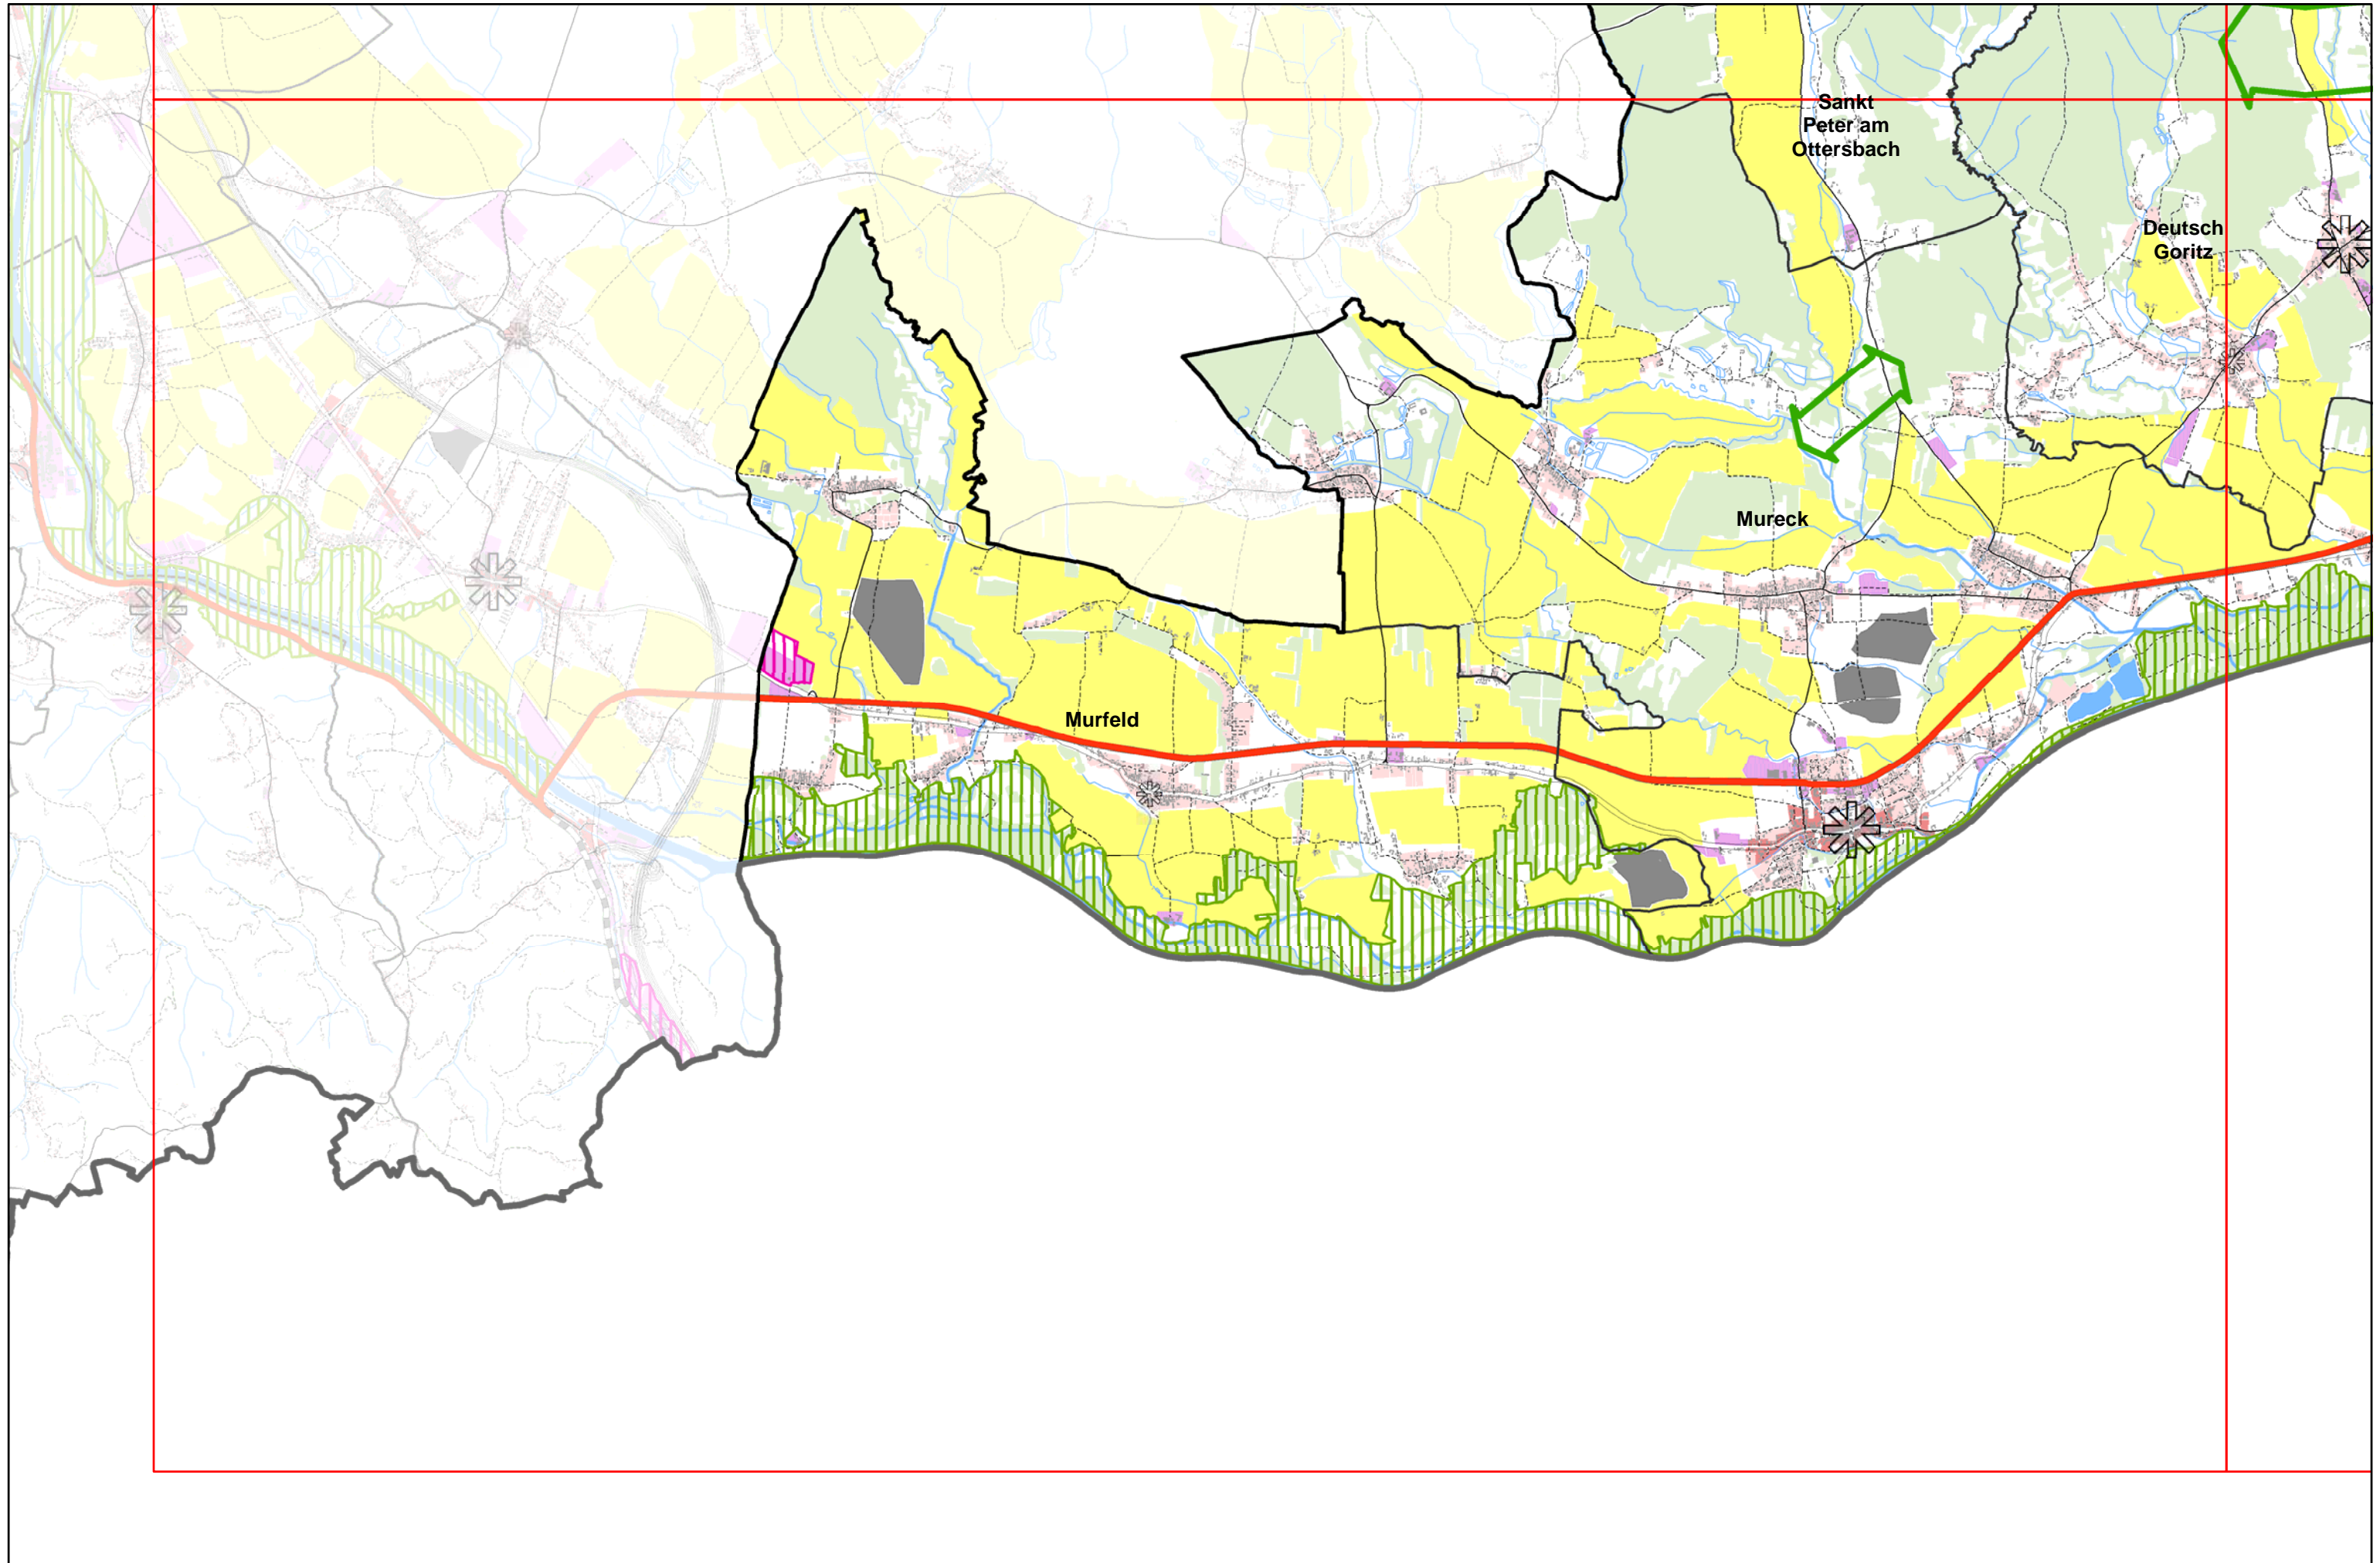 Sankt
Peter am
Ottersbach
Deutsch
Goritz
Mureck
Murfeld